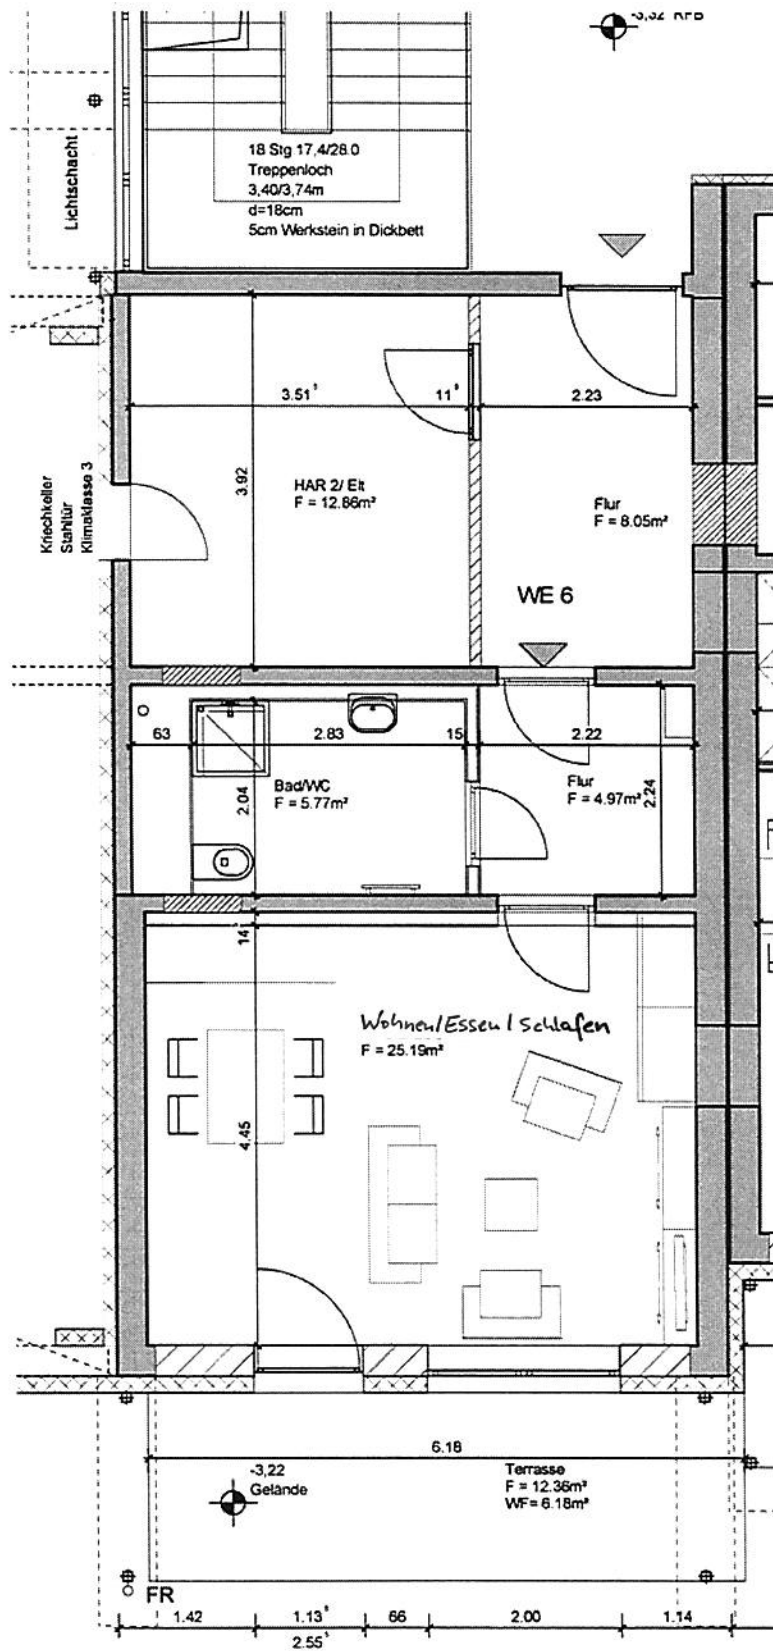 -3,32 RFB
Lichtschacht
18 Stg 17,4/28.0
Treppenloch
3,40/3,74m
d=18cm
5cm Werkstein in Dickbett
3.51⁵
11⁵
2.23
3.92
Kriechkeller
Stahltür
Klimaklasse 3
HAR 2/ Elt
F = 12.86m²
Flur
F = 8.05m²
WE 6
63
2.83
15
2.22
Bad/WC
F = 5.77m²
2.04
Flur
F = 4.97m²
2.24
14
Wohnen/Essen/Schlafen
F = 25.19m²
4.45
6.18
-3,22
Gelände
Terrasse
F = 12.36m²
WF= 6.18m²
FR
1.42
1.13⁵
66
2.00
1.14
2.55⁵